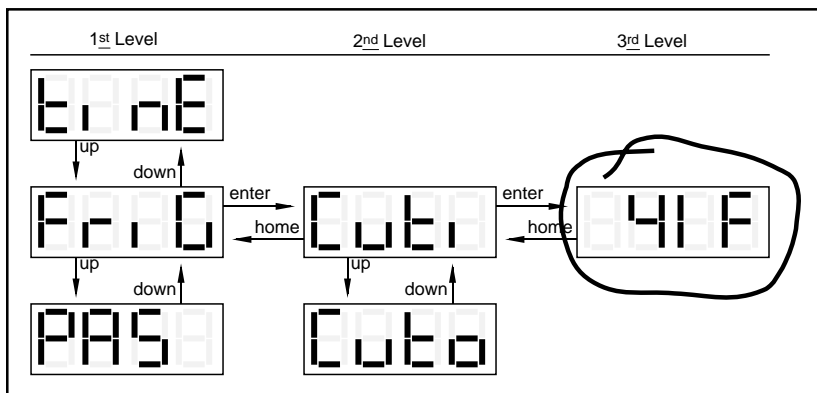 1st Level 2nd Level 3rd Level
tinE
up
down
FriG enter Cuti enter 41F
home home
up up
down down
PAS Cuto